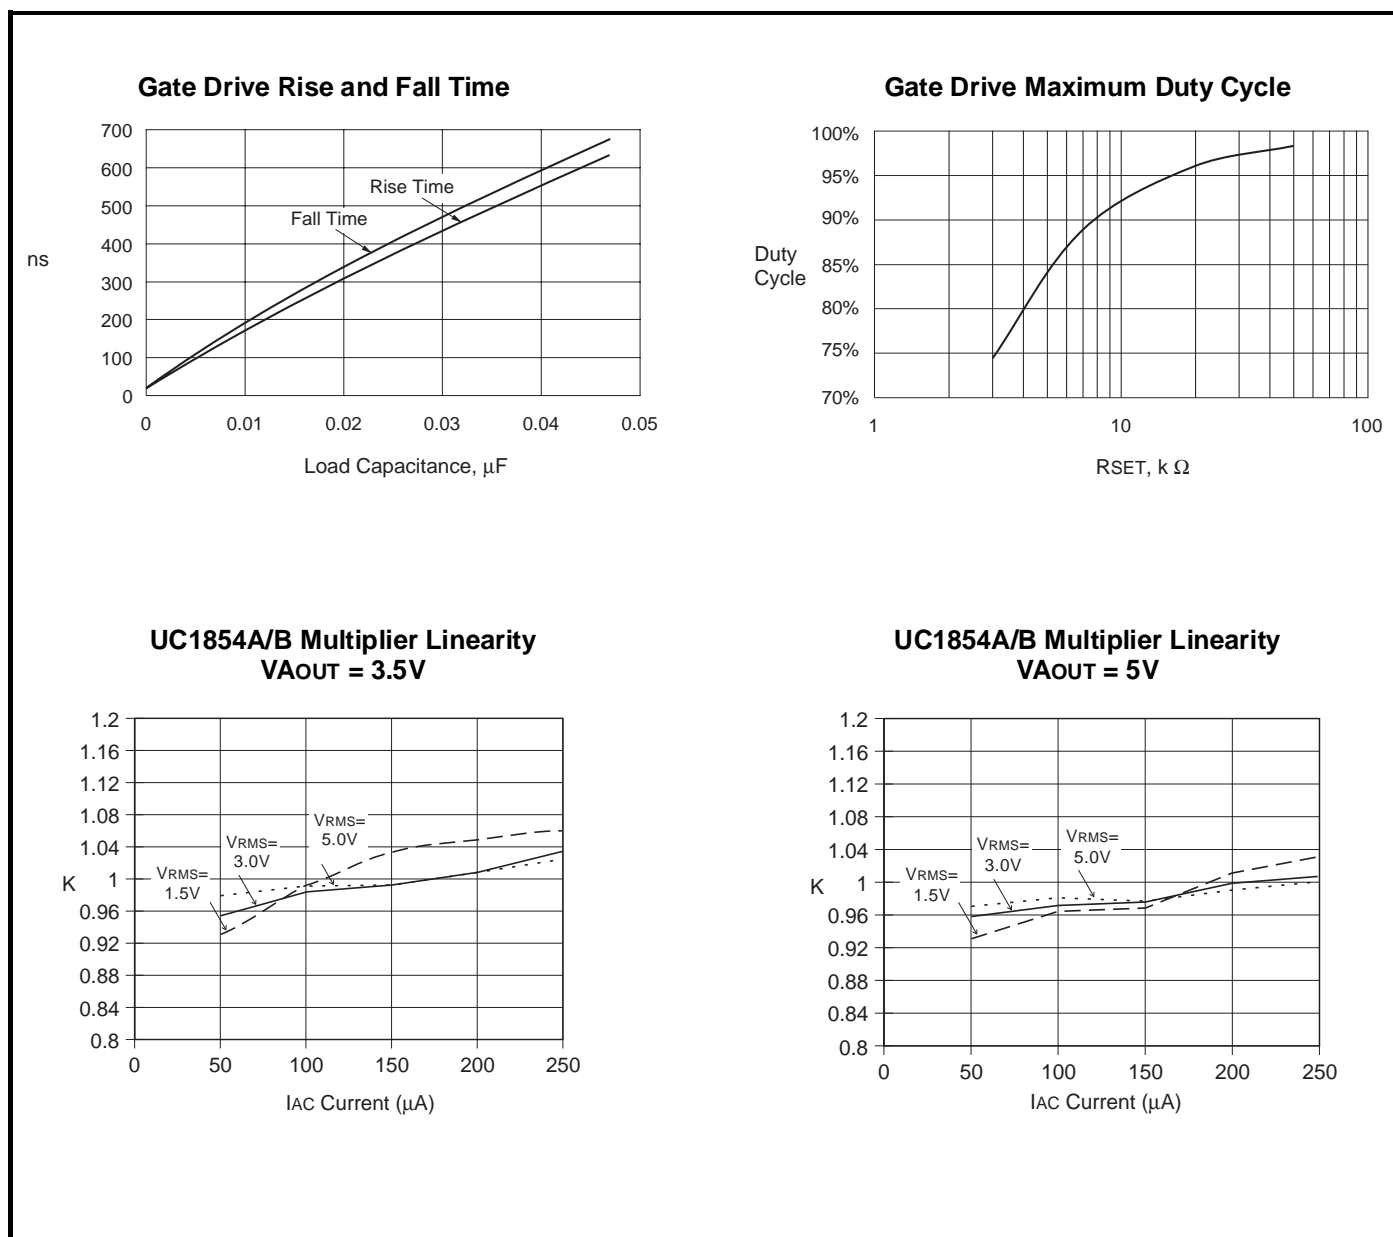 Gate Drive Rise and Fall Time
700
600
500
400
300
200
100
0
ns
Rise Time
Fall Time
0 0.01 0.02 0.03 0.04 0.05
Load Capacitance, μF
Gate Drive Maximum Duty Cycle
100%
95%
90%
85%
80%
75%
70%
Duty
Cycle
1 10 100
RSET, k Ω
UC1854A/B Multiplier Linearity
VAOUT = 3.5V
1.2
1.16
1.12
1.08
1.04
1
0.96
0.92
0.88
0.84
0.8
K
VRMS=
5.0V
VRMS=
3.0V
VRMS=
1.5V
0 50 100 150 200 250
IAC Current (μA)
UC1854A/B Multiplier Linearity
VAOUT = 5V
1.2
1.16
1.12
1.08
1.04
1
0.96
0.92
0.88
0.84
0.8
K
VRMS=
5.0V
VRMS=
3.0V
VRMS=
1.5V
0 50 100 150 200 250
IAC Current (μA)